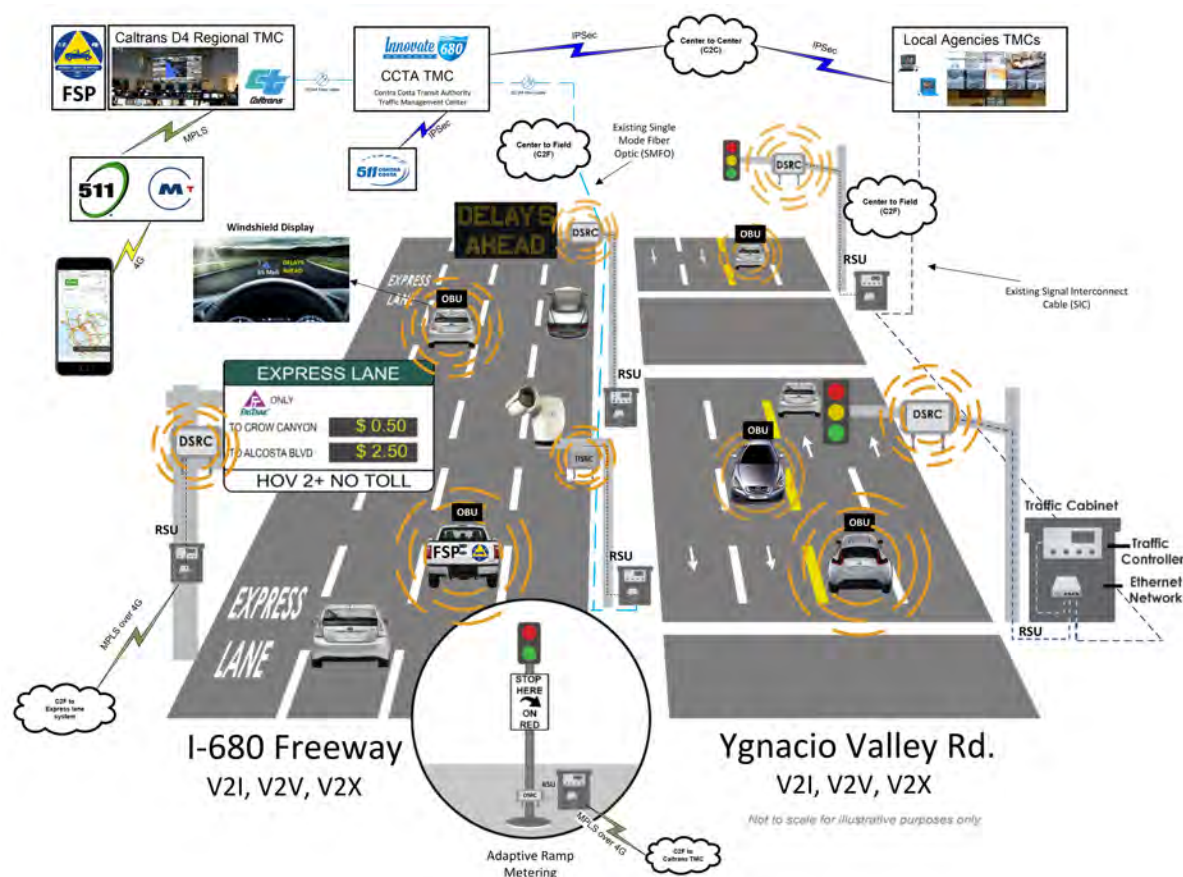 FSP
Caltrans D4 Regional TMC
Caltrans
Innovate 680
CCTA TMC
Contra Costa Transit Authority
Traffic Management Center
IPSec
Center to Center
(C2C)
IPSec
Local Agencies TMCs
MPLS
IPSec
511
MT
511 CONTRA COSTA
4G
Center to Field
(C2F)
Existing Single
Mode Fiber
Optic (SMFO)
DSRC
Center to Field
(C2F)
Windshield Display
DELAYS
AHEAD
65 MpH
DELAYS
AHEAD
DSRC
EXPRESS
LANE
OBU
OBU
RSU
Existing Signal Interconnect
Cable (SIC)
EXPRESS LANE
FASTRAK
ONLY
TO CROW CANYON
$ 0.50
TO ALCOSTA BLVD
$ 2.50
HOV 2+ NO TOLL
DSRC
RSU
RSU
DSRC
OBU
DSRC
OBU
FSP
RSU
OBU
Traffic Cabinet
Traffic
Controller
Ethernet
Network
RSU
EXPRESS
LANE
MPLS over 4G
C2F to
Express lane
system
STOP
HERE
ON
RED
DSRC
RSU
MPLS over 4G
C2F to
Caltrans TMC
Adaptive Ramp
Metering
I-680 Freeway
V2I, V2V, V2X
Ygnacio Valley Rd.
V2I, V2V, V2X
Not to scale for illustrative purposes only